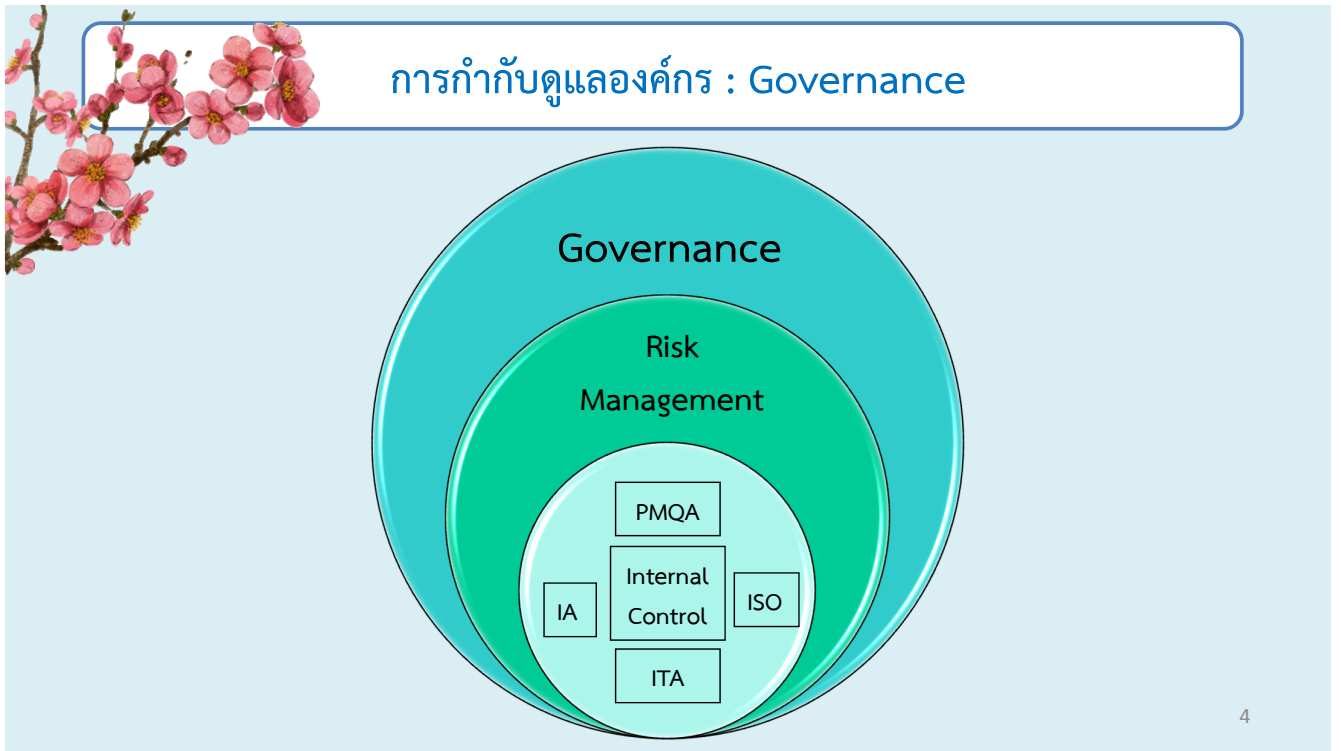 การกำกับดูแลองค์กร : Governance
Governance
Risk
Management
PMQA
Internal
Control
IA
ISO
ITA
4